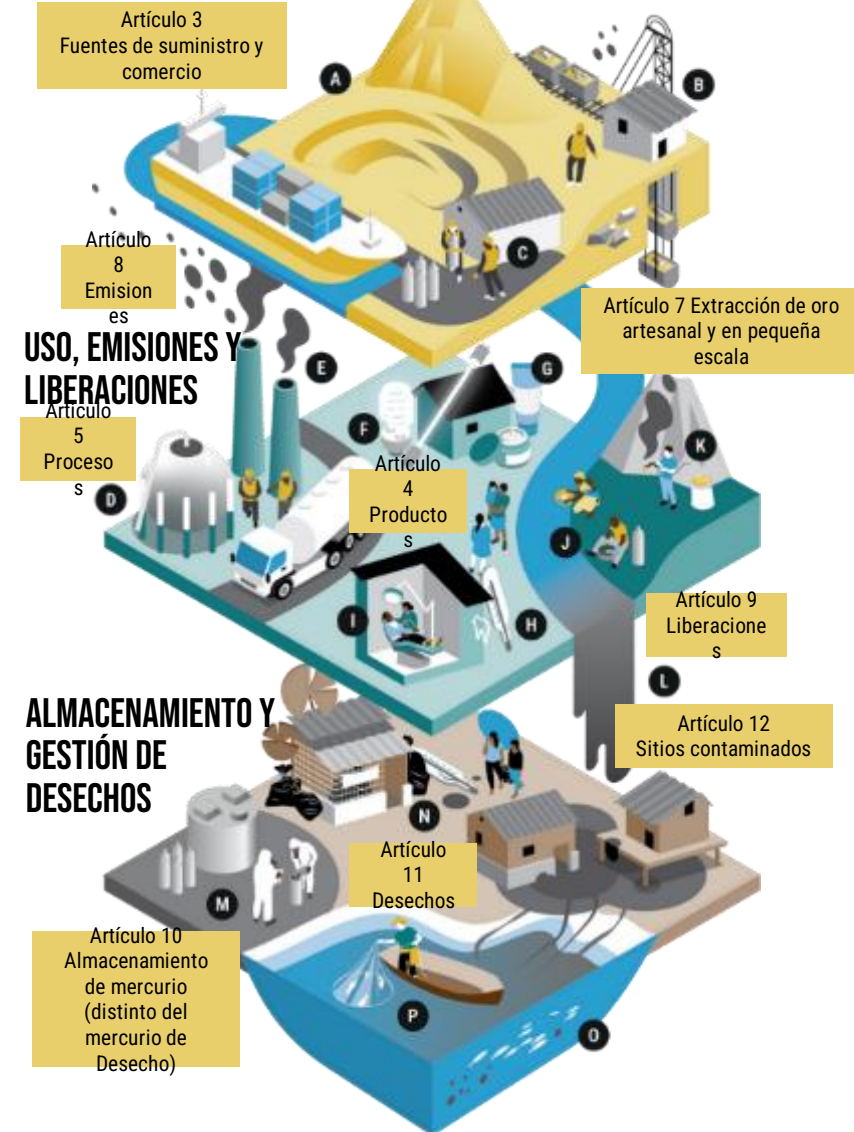 Artículo 3
Fuentes de suministro y
comercio
A
B
C
Artículo
8
Emision
es
Artículo 7 Extracción de oro
artesanal y en pequeña
escala
USO, EMISIONES Y
LIBERACIONES
E
G
F
Artículo
5
Proceso
s
K
D
Artículo
4
Producto
s
J
I
H
Artículo 9
Liberacione
s
L
ALMACENAMIENTO Y
GESTIÓN DE
DESECHOS
Artículo 12
Sitios contaminados
N
Artículo
11
Desechos
M
Artículo 10
Almacenamiento
de mercurio
(distinto del
mercurio de
Desecho)
P
O